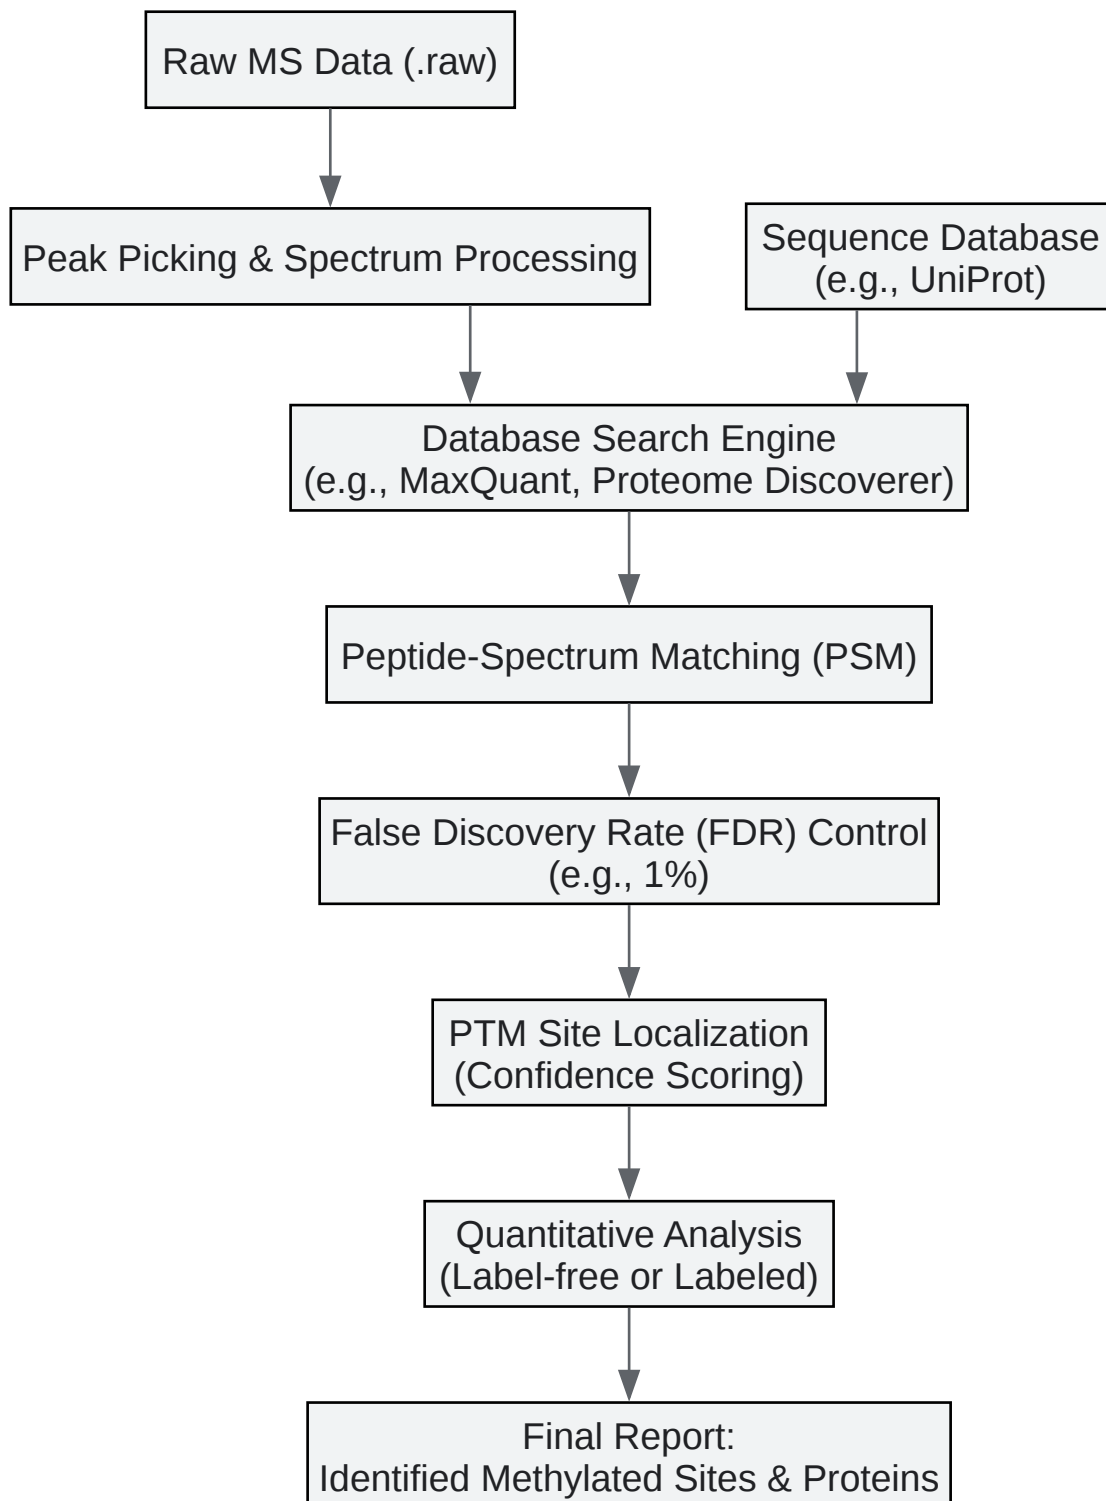 Raw MS Data (.raw)
Peak Picking & Spectrum Processing
Sequence Database
(e.g., UniProt)
Database Search Engine
(e.g., MaxQuant, Proteome Discoverer)
Peptide-Spectrum Matching (PSM)
False Discovery Rate (FDR) Control
(e.g., 1%)
PTM Site Localization
(Confidence Scoring)
Quantitative Analysis
(Label-free or Labeled)
Final Report:
Identified Methylated Sites & Proteins